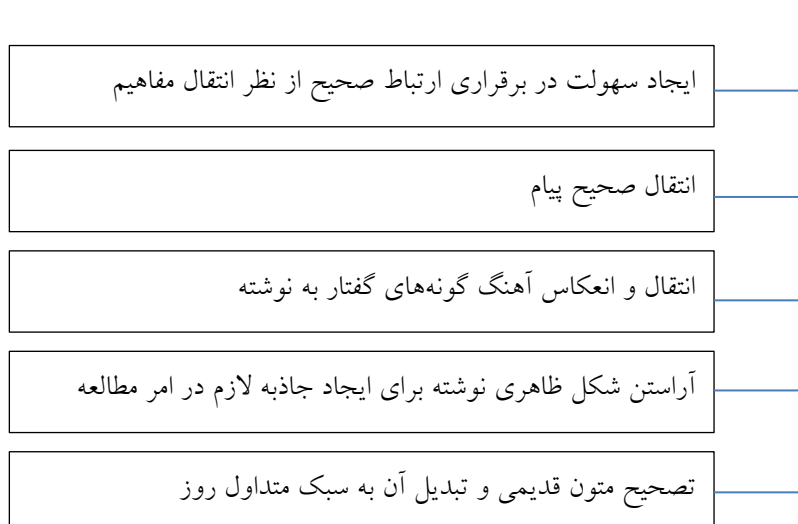 ایجاد سهولت در برقراری ارتباط صحیح از نظر انتقال مفاهیم
انتقال صحیح پیام
انتقال و انعکاس آهنگ گونه‌های گفتار به نوشته
آراستن شکل ظاهری نوشته برای ایجاد جاذبه لازم در امر مطالعه
تصحیح متون قدیمی و تبدیل آن به سبک متداول روز